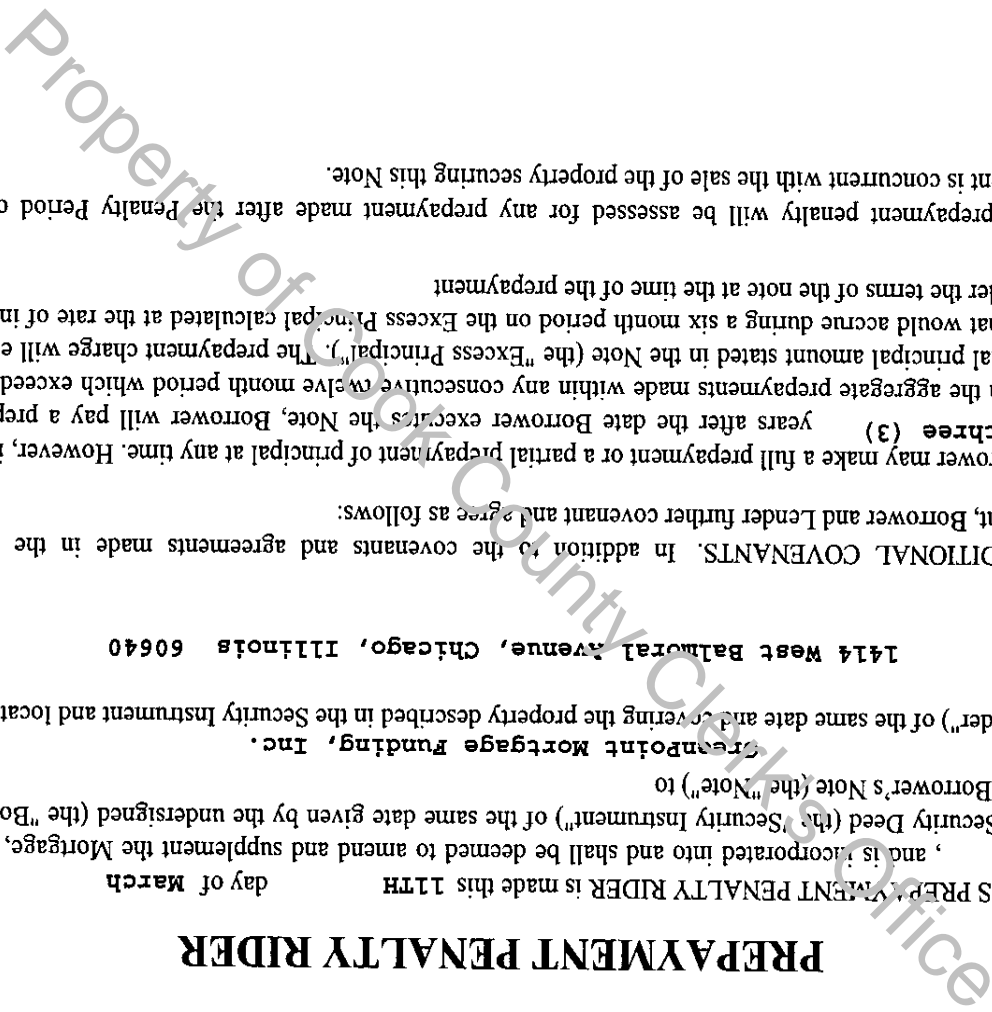 PREPAYMENT PENALTY RIDER
S PREPAYMENT PENALTY RIDER is made this 11TH day of March
, and is incorporated into and shall be deemed to amend and supplement the Mortgage,
Security Deed (the "Security Instrument") of the same date given by the undersigned (the "Bo
Borrower's Note (the "Note") to
GreenPoint Mortgage Funding, Inc.
der") of the same date and covering the property described in the Security Instrument and locat
1414 West Balmoral Avenue, Chicago, Illinois 60640
DITIONAL COVENANTS. In addition to the covenants and agreements made in the
nt, Borrower and Lender further covenant and agree as follows:
rower may make a full prepayment or a partial prepayment of principal at any time. However,
three (3) years after the date Borrower executes the Note, Borrower will pay a prep
the aggregate prepayments made within any consecutive twelve month period which exceed
al principal amount stated in the Note (the "Excess Principal"). The prepayment charge will e
at would accrue during a six month period on the Excess Principal calculated at the rate of in
der the terms of the note at the time of the prepayment
prepayment penalty will be assessed for any prepayment made after the Penalty Period o
nt is concurrent with the sale of the property securing this Note.
Property of Cook County Clerk's Office